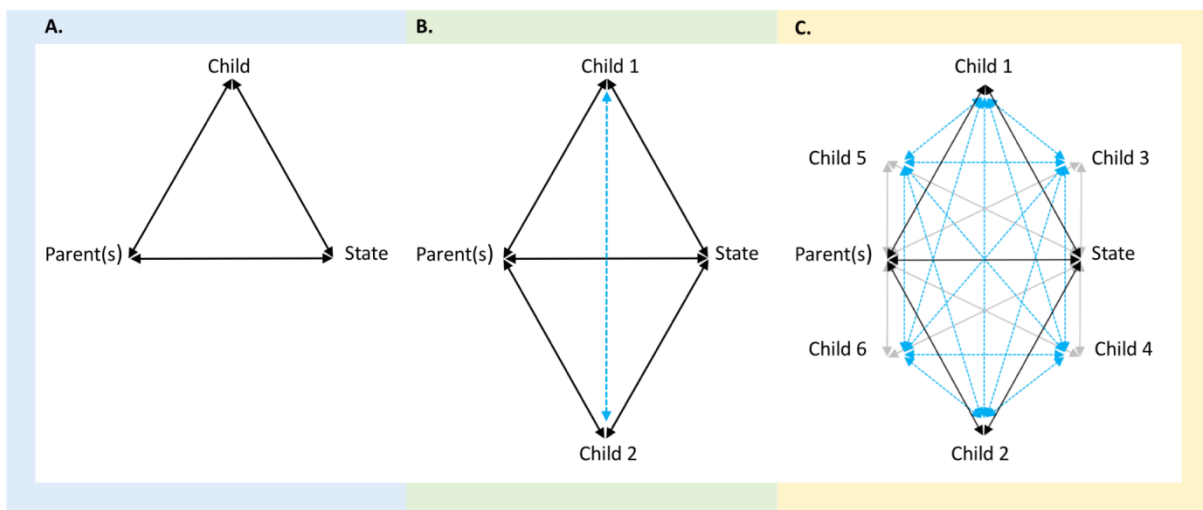 A.
Child
Parent(s)
State
B.
Child 1
Parent(s)
State
Child 2
C.
Child 1
Child 5
Child 3
Parent(s)
State
Child 6
Child 4
Child 2